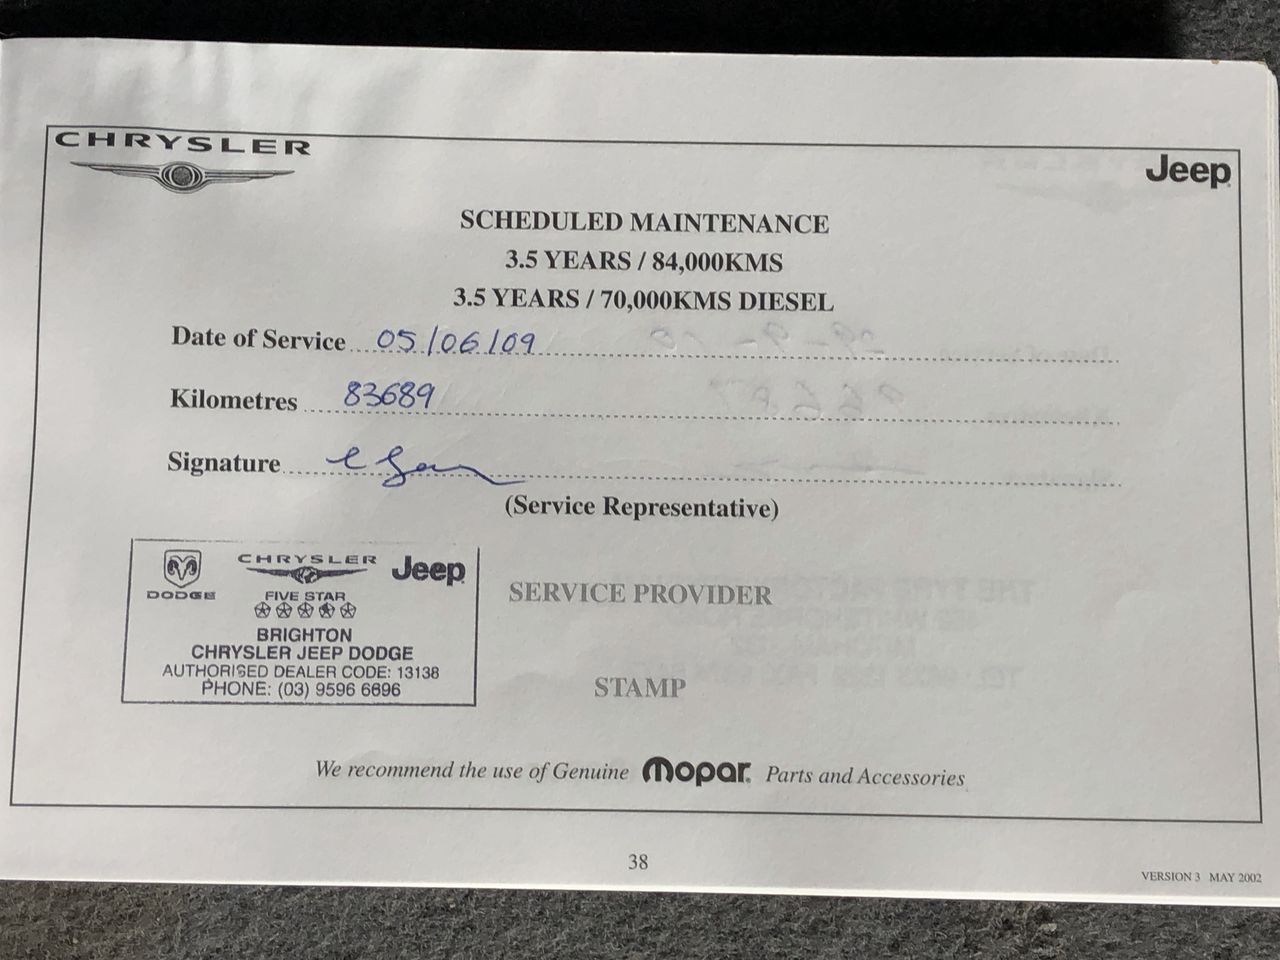 CHRYSLER
Jeep
SCHEDULED MAINTENANCE
3.5 YEARS / 84,000KMS
3.5 YEARS / 70,000KMS DIESEL
Date of Service 05/06/09
Kilometres 83689
Signature
(Service Representative)
CHRYSLER Jeep
DODGE FIVE STAR
BRIGHTON
CHRYSLER JEEP DODGE
AUTHORISED DEALER CODE: 13138
PHONE: (03) 9596 6696
SERVICE PROVIDER
STAMP
We recommend the use of Genuine Mopar Parts and Accessories
38
VERSION 3 MAY 2002